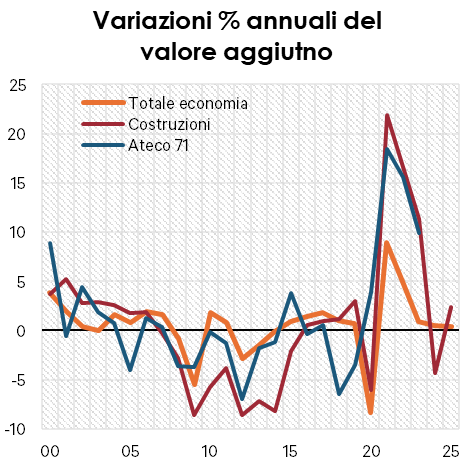 Variazioni % annuali del
valore aggiutno
25
20
15
10
5
0
-5
-10
Totale economia
Costruzioni
Ateco 71
00 05 10 15 20 25